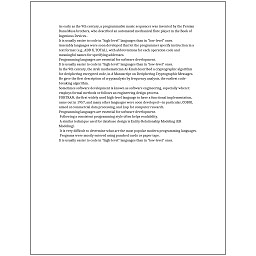 As early as the 9th century, a programmable music sequencer was invented by the Persian
Banu Musa brothers, who described an automated mechanical flute player in the Book of
Ingenious Devices.
It is usually easier to code in "high-level" languages than in "low-level" ones.
Assembly languages were soon developed that let the programmer specify instruction in a
text format (e.g., ADD X, TOTAL), with abbreviations for each operation code and
meaningful names for specifying addresses.
Programming languages are essential for software development.
It is usually easier to code in "high-level" languages than in "low-level" ones.
In the 9th century, the Arab mathematician Al-Kindi described a cryptographic algorithm
for deciphering encrypted code, in A Manuscript on Deciphering Cryptographic Messages.
He gave the first description of cryptanalysis by frequency analysis, the earliest code-
breaking algorithm.
Sometimes software development is known as software engineering, especially when it
employs formal methods or follows an engineering design process.
FORTRAN, the first widely used high-level language to have a functional implementation,
came out in 1957, and many other languages were soon developed—in particular, COBOL
aimed at commercial data processing, and Lisp for computer research.
Programming languages are essential for software development.
Following a consistent programming style often helps readability.
A similar technique used for database design is Entity-Relationship Modeling (ER
Modeling).
It is very difficult to determine what are the most popular modern programming languages.
Programs were mostly entered using punched cards or paper tape.
It is usually easier to code in "high-level" languages than in "low-level" ones.